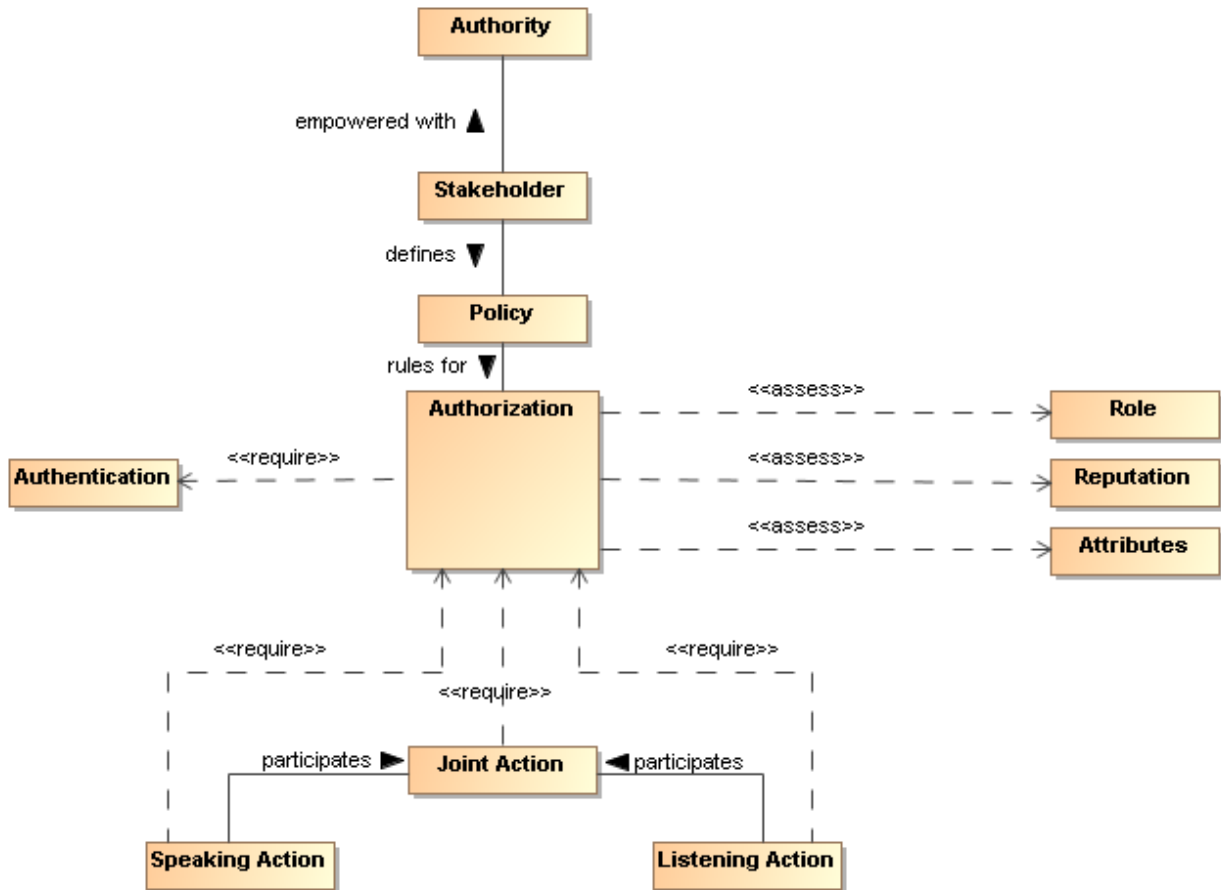 Authority
empowered with
Stakeholder
defines
Policy
rules for
Authorization
<<assess>>
Role
<<require>>
Authentication
<<assess>>
Reputation
<<assess>>
Attributes
<<require>>
<<require>>
<<require>>
participates
Joint Action
participates
Speaking Action
Listening Action